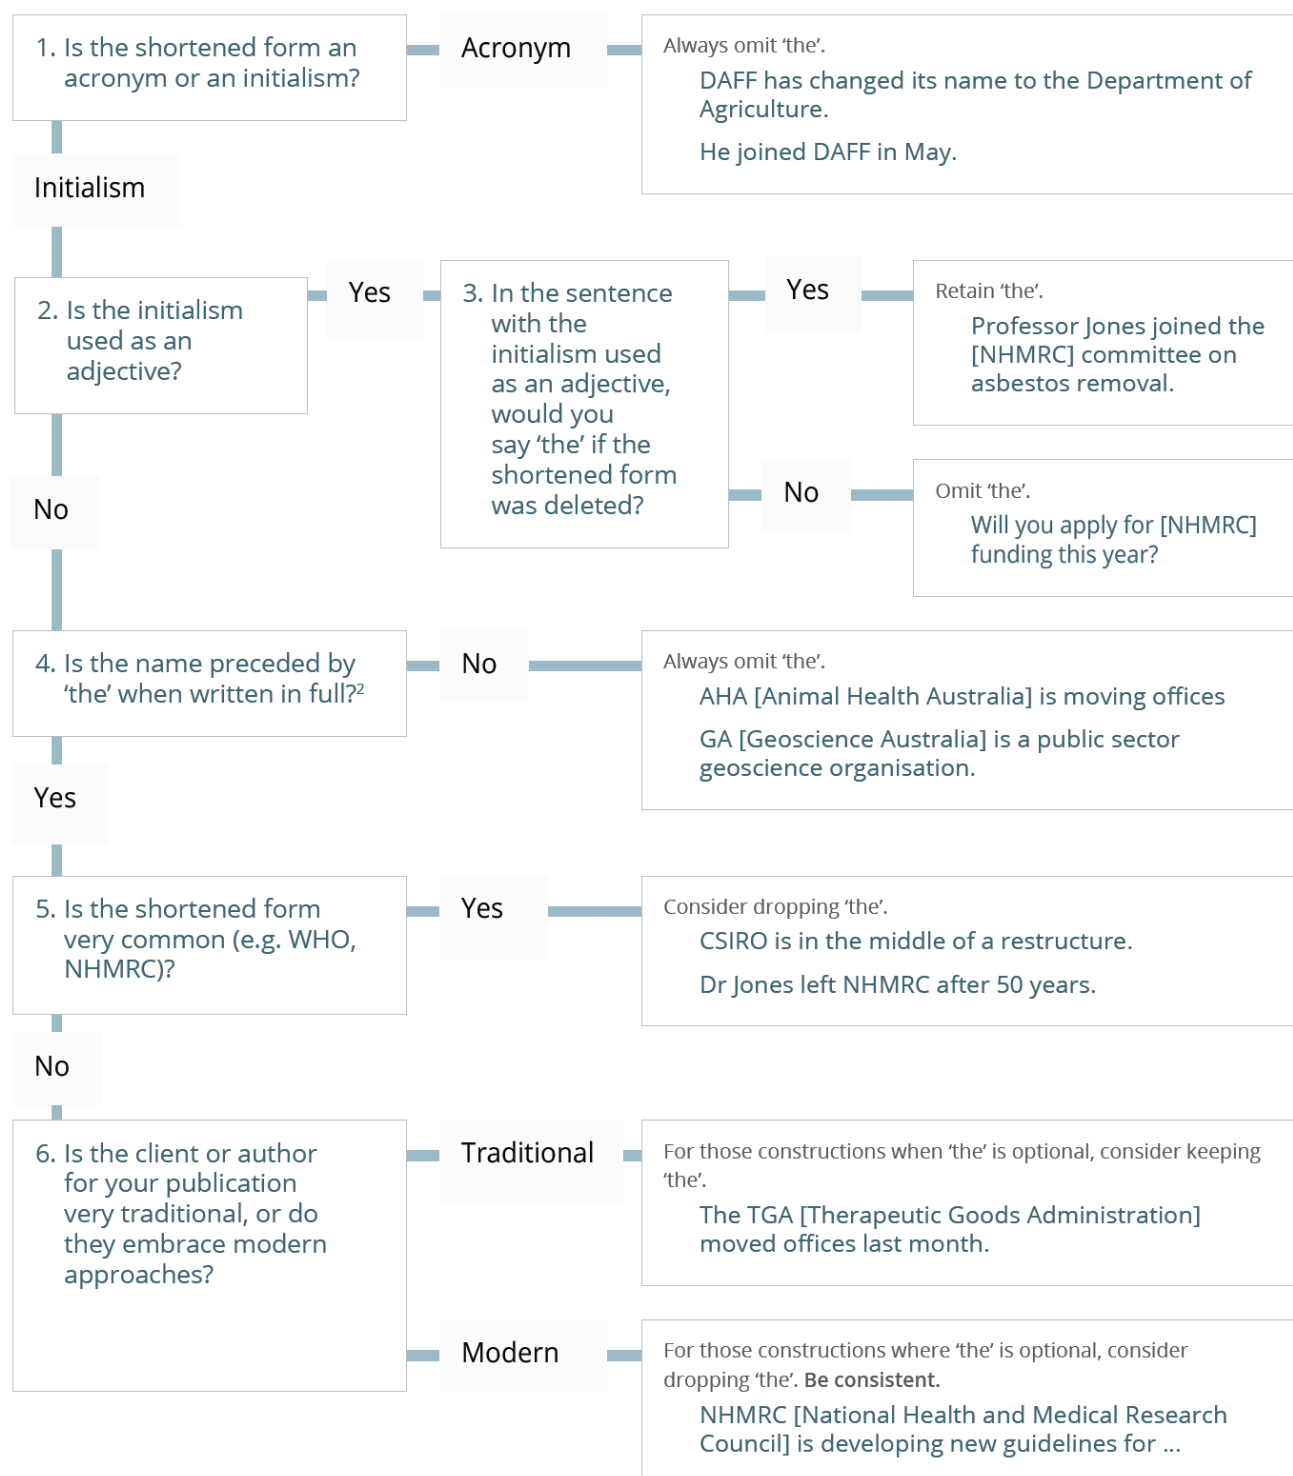 1. Is the shortened form an
acronym or an initialism?
Acronym
Always omit ‘the’.
DAFF has changed its name to the Department of
Agriculture.
He joined DAFF in May.
Initialism
2. Is the initialism
used as an
adjective?
Yes
3. In the sentence
with the
initialism used
as an adjective,
would you
say ‘the’ if the
shortened form
was deleted?
Yes
Retain ‘the’.
Professor Jones joined the
[NHMRC] committee on
asbestos removal.
No
Omit ‘the’.
Will you apply for [NHMRC]
funding this year?
No
4. Is the name preceded by
‘the’ when written in full?²
No
Always omit ‘the’.
AHA [Animal Health Australia] is moving offices
GA [Geoscience Australia] is a public sector
geoscience organisation.
Yes
5. Is the shortened form
very common (e.g. WHO,
NHMRC)?
Yes
Consider dropping ‘the’.
CSIRO is in the middle of a restructure.
Dr Jones left NHMRC after 50 years.
No
6. Is the client or author
for your publication
very traditional, or do
they embrace modern
approaches?
Traditional
For those constructions when ‘the’ is optional, consider keeping
‘the’.
The TGA [Therapeutic Goods Administration]
moved offices last month.
Modern
For those constructions where ‘the’ is optional, consider
dropping ‘the’. Be consistent.
NHMRC [National Health and Medical Research
Council] is developing new guidelines for ...